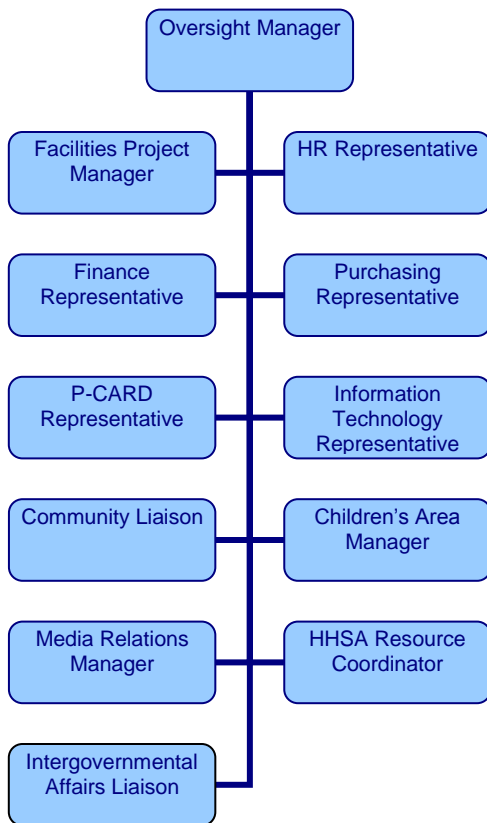 Oversight Manager
Facilities Project
Manager
HR Representative
Finance
Representative
Purchasing
Representative
P-CARD
Representative
Information
Technology
Representative
Community Liaison
Children’s Area
Manager
Media Relations
Manager
HHSA Resource
Coordinator
Intergovernmental
Affairs Liaison